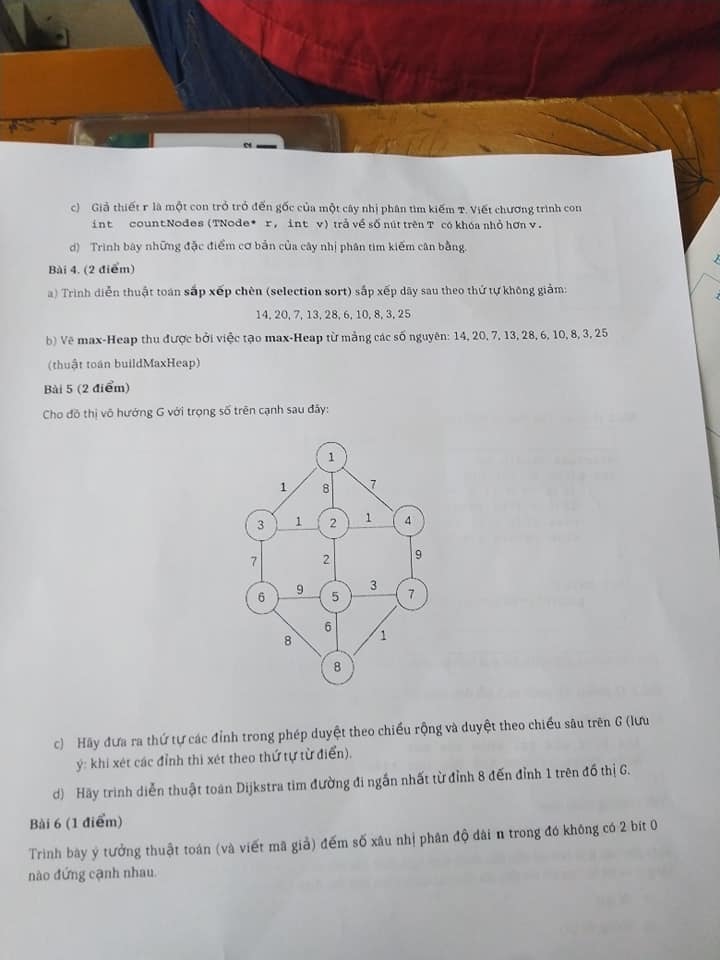 c) Giả thiết r là một con trỏ trỏ đến gốc của một cây nhị phân tìm kiếm T. Viết chương trình con
int countNodes(TNode* r, int v) trả về số nút trên T có khóa nhỏ hơn v.
d) Trình bày những đặc điểm cơ bản của cây nhị phân tìm kiếm cân bằng.
Bài 4. (2 điểm)
a) Trình diễn thuật toán sắp xếp chèn (selection sort) sắp xếp dãy sau theo thứ tự không giảm:
14, 20, 7, 13, 28, 6, 10, 8, 3, 25
b) Vẽ max-Heap thu được bởi việc tạo max-Heap từ mảng các số nguyên: 14, 20, 7, 13, 28, 6, 10, 8, 3, 25
(thuật toán buildMaxHeap)
Bài 5 (2 điểm)
Cho đồ thị vô hướng G với trọng số trên cạnh sau đây:
1
1 8 7
3 1 2 1 4
7 2 9
6 9 5 3 7
8 6 1
8
c) Hãy đưa ra thứ tự các đỉnh trong phép duyệt theo chiều rộng và duyệt theo chiều sâu trên G (lưu
ý: khi xét các đỉnh thì xét theo thứ tự từ điển).
d) Hãy trình diễn thuật toán Dijkstra tìm đường đi ngắn nhất từ đỉnh 8 đến đỉnh 1 trên đồ thị G.
Bài 6 (1 điểm)
Trình bày ý tưởng thuật toán (và viết mã giả) đếm số xâu nhị phân độ dài n trong đó không có 2 bit 0
nào đứng cạnh nhau.